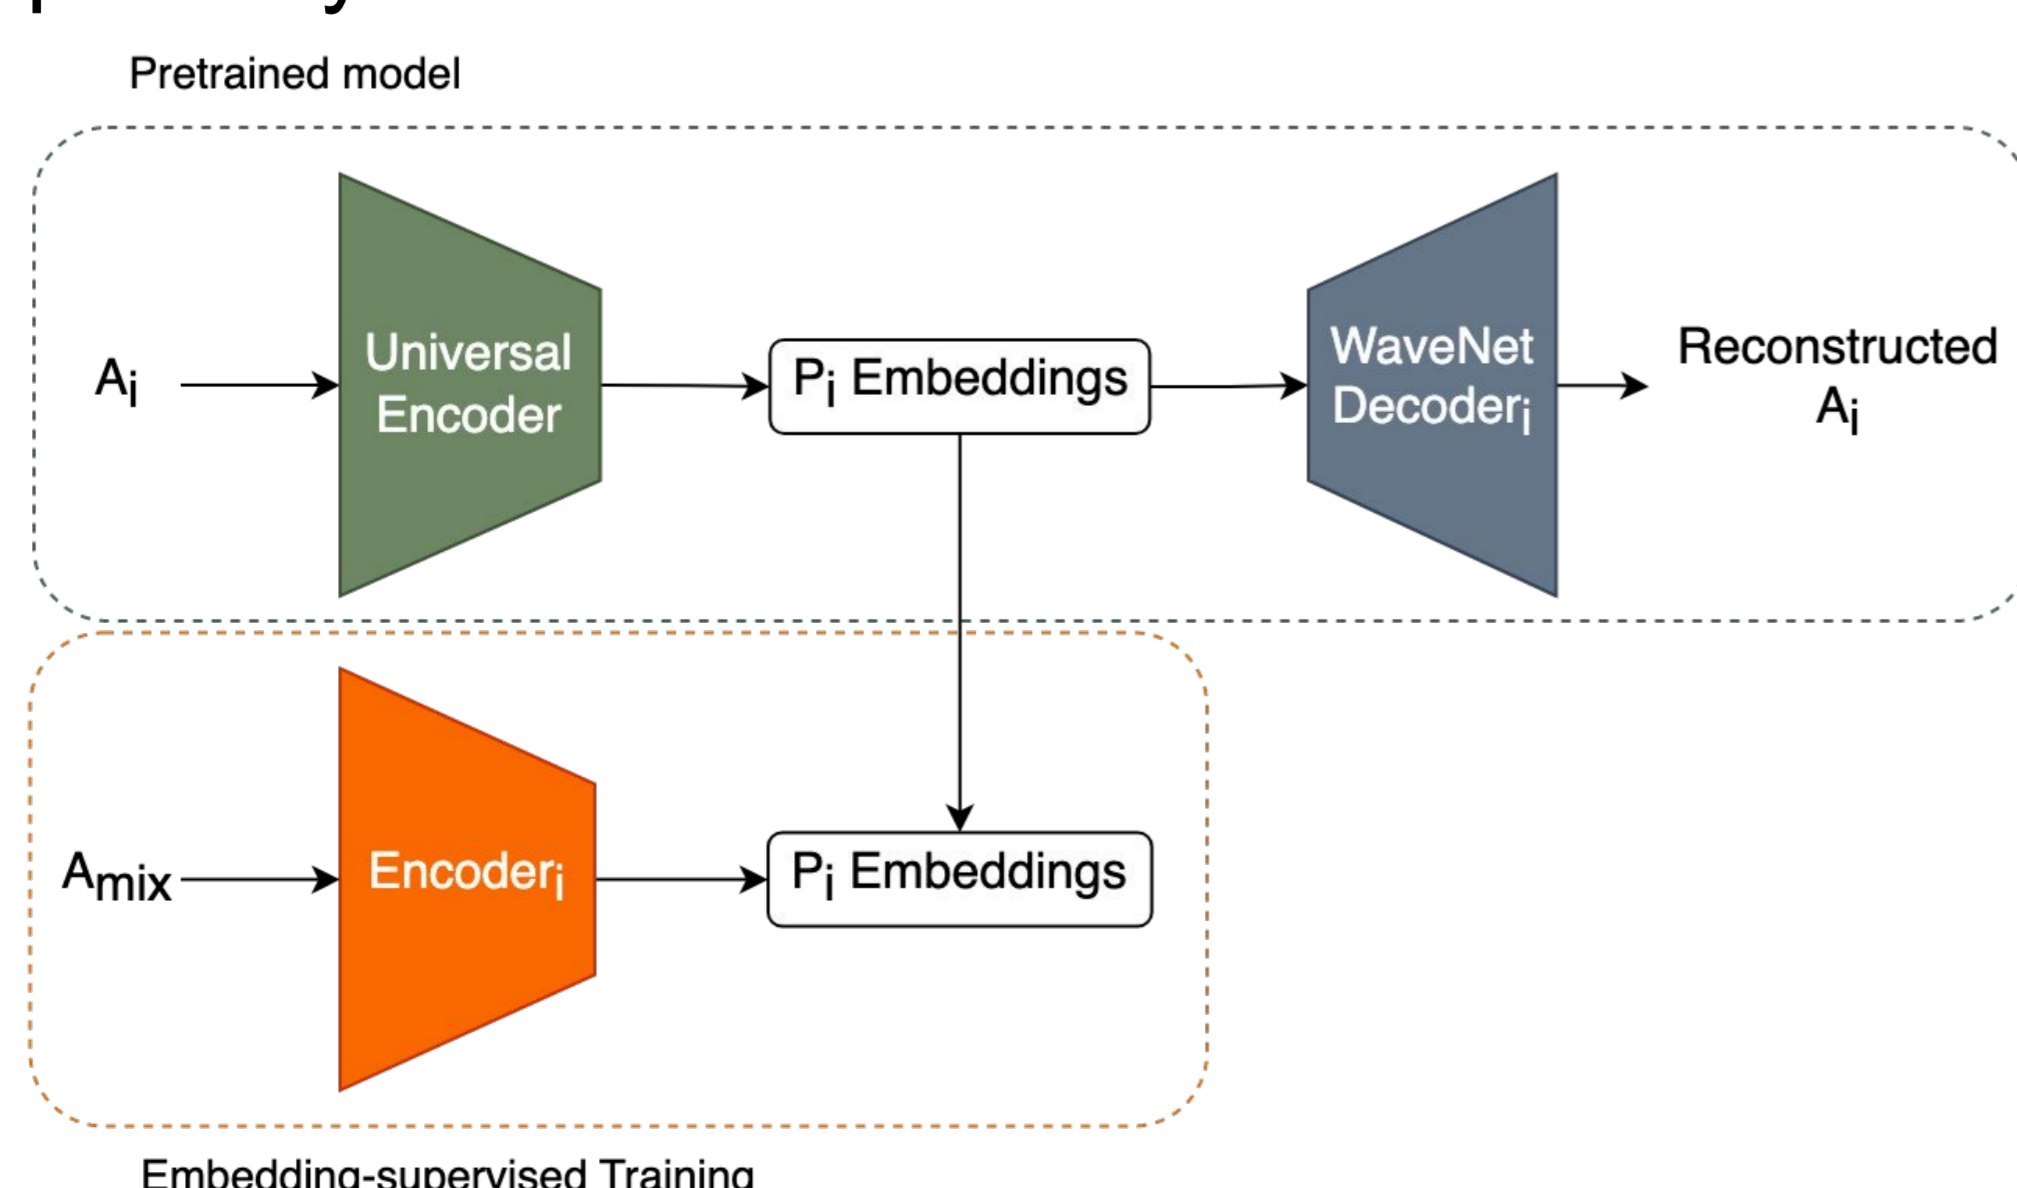 Pretrained model
Aᵢ
Universal
Encoder
Pᵢ Embeddings
WaveNet
Decoderᵢ
Reconstructed
Aᵢ
Amix
Encoderᵢ
Pᵢ Embeddings
Embedding-supervised Training